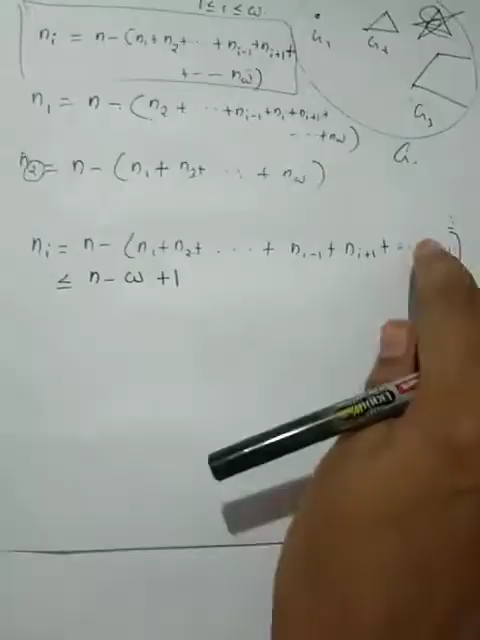 1 ≤ i ≤ ω.
nᵢ = n - (n₁ + n₂ + ·· + nᵢ₋₁ + nᵢ₊₁ +
+ - - n_ω)
n₁ = n - (n₂ + ·· + nᵢ₋₁ + nᵢ + nᵢ₊₁ +
·· + n_ω)
n₂ = n - (n₁ + n₂ + ·· + n_ω)
nᵢ = n - (n₁ + n₂ + ··· + nᵢ₋₁ + nᵢ₊₁ +
≤ n - ω + 1
G₁
G₂
G₃
G.